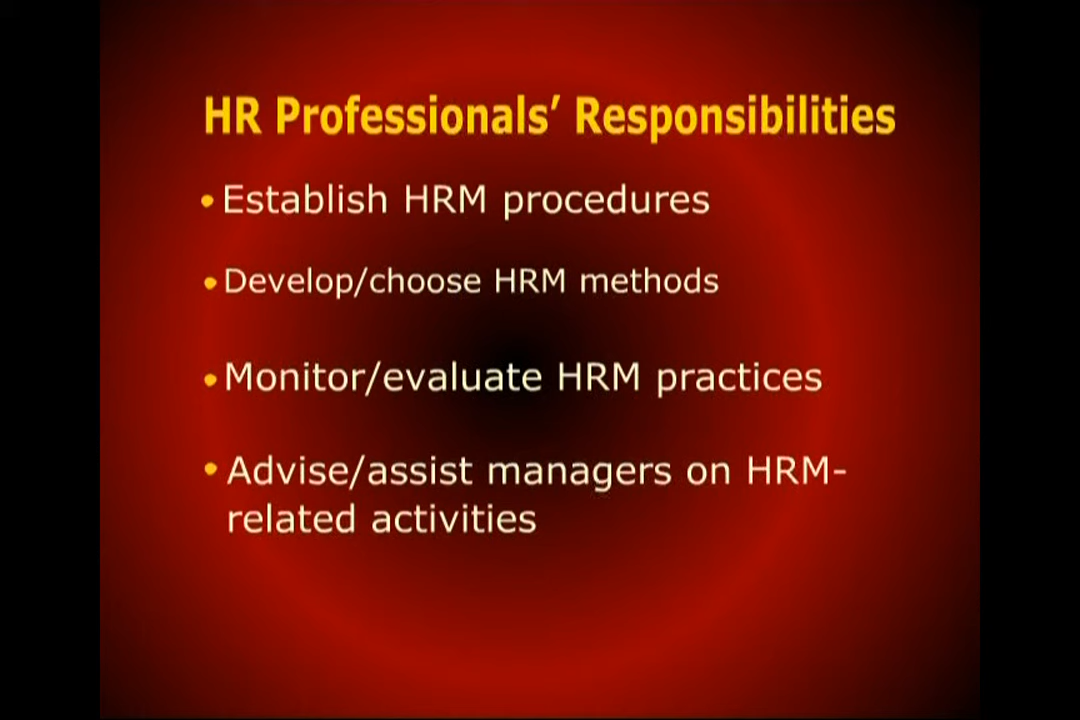 HR Professionals’ Responsibilities
• Establish HRM procedures
• Develop/choose HRM methods
• Monitor/evaluate HRM practices
• Advise/assist managers on HRM-
related activities